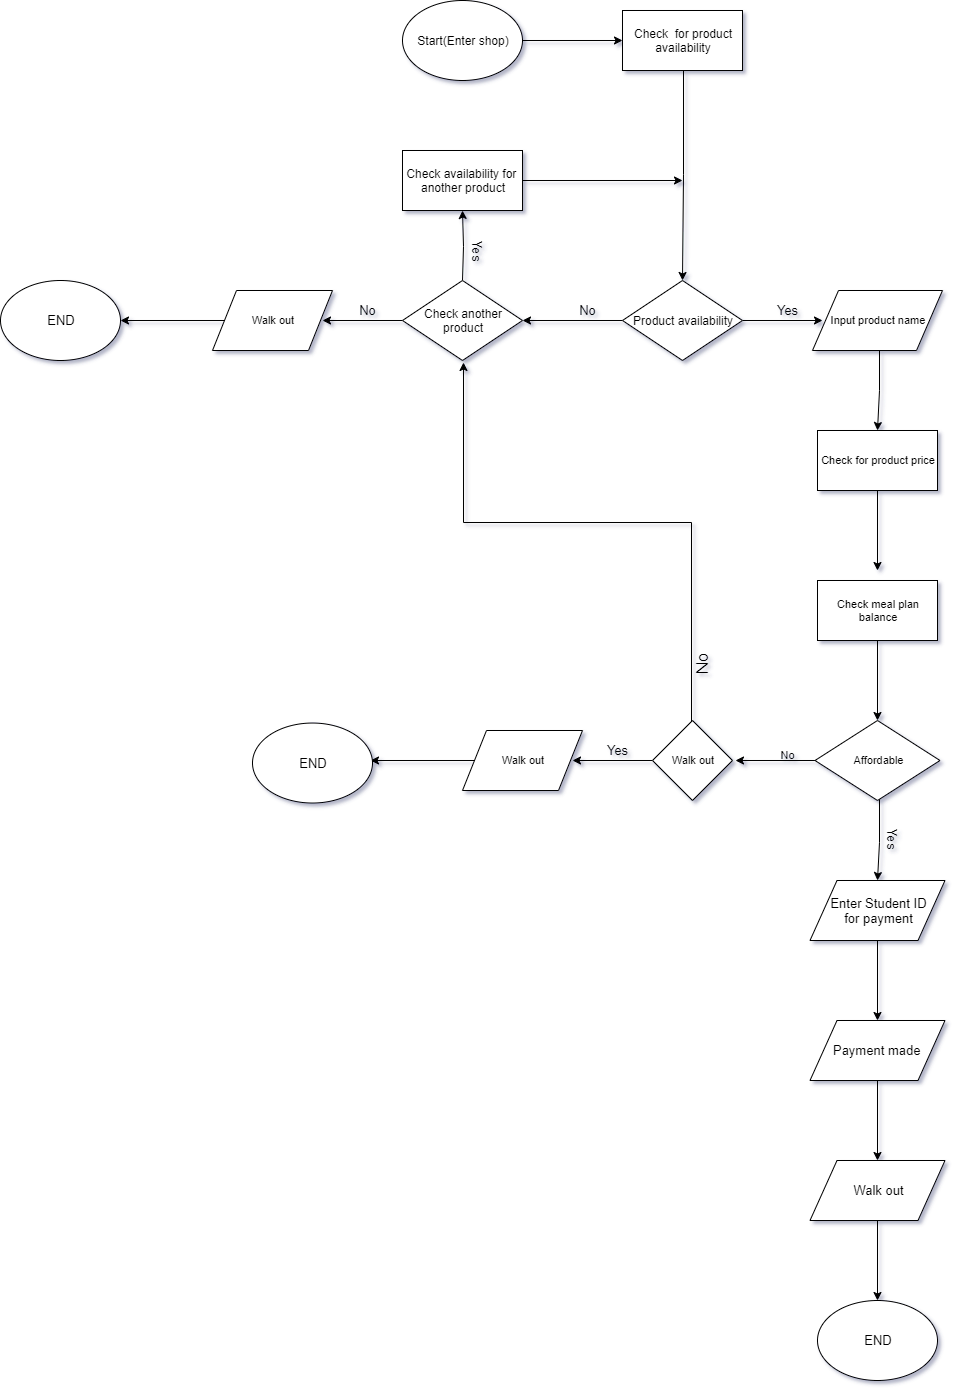 Start(Enter shop)
Check for product
availability
Check availability for
another product
Yes
END
Walk out
No
Check another
product
No
Product availability
Yes
Input product name
Check for product price
Check meal plan
balance
No
END
Walk out
Yes
Walk out
No
Affordable
Yes
Enter Student ID
for payment
Payment made
Walk out
END